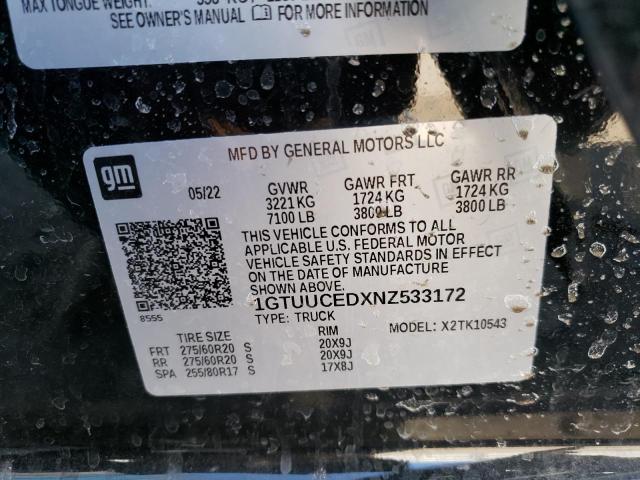 MAX TONGUE WEIGHT:
SEE OWNER'S MANUAL FOR MORE INFORMATION
gm
MFD BY GENERAL MOTORS LLC
05/22 GVWR GAWR FRT GAWR RR
3221 KG 1724 KG 1724 KG
7100 LB 3800 LB 3800 LB
THIS VEHICLE CONFORMS TO ALL
APPLICABLE U.S. FEDERAL MOTOR
VEHICLE SAFETY STANDARDS IN EFFECT
ON THE DATE OF MANUFACTURE
SHOWN ABOVE.
1GTUUCEDXNZ533172
8555
TYPE: TRUCK MODEL: X2TK10543
TIRE SIZE RIM
FRT 275/60R20 S 20X9J
RR 275/60R20 S 20X9J
SPA 255/80R17 S 17X8J